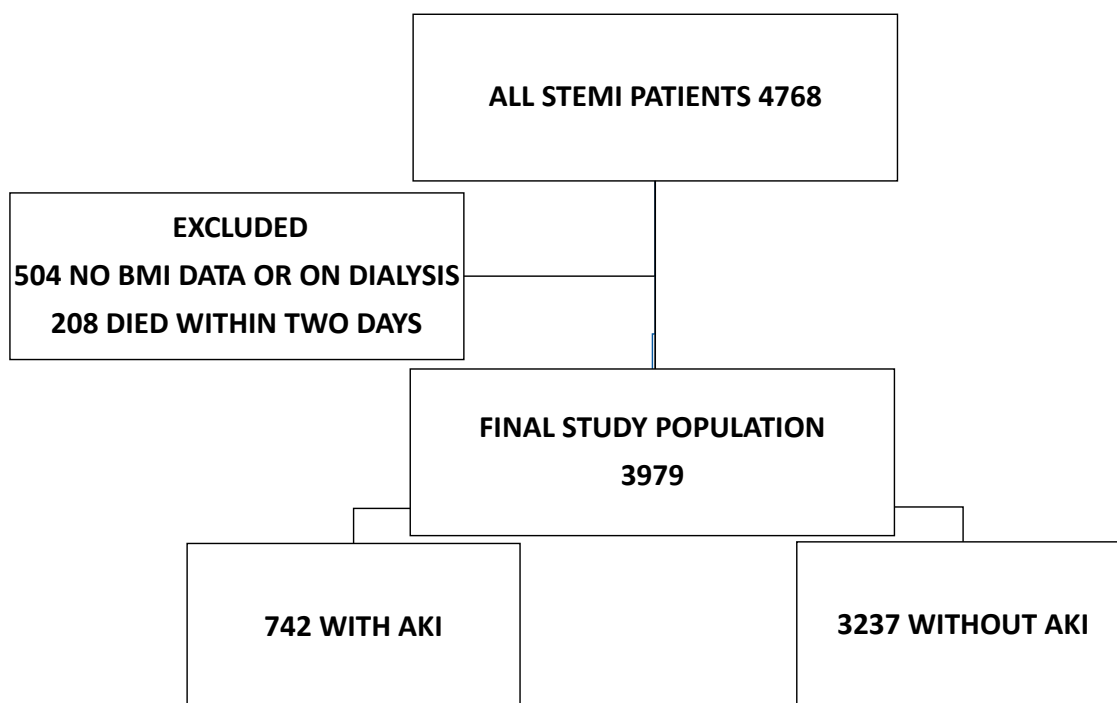 ALL STEMI PATIENTS 4768
EXCLUDED
504 NO BMI DATA OR ON DIALYSIS
208 DIED WITHIN TWO DAYS
FINAL STUDY POPULATION
3979
742 WITH AKI
3237 WITHOUT AKI